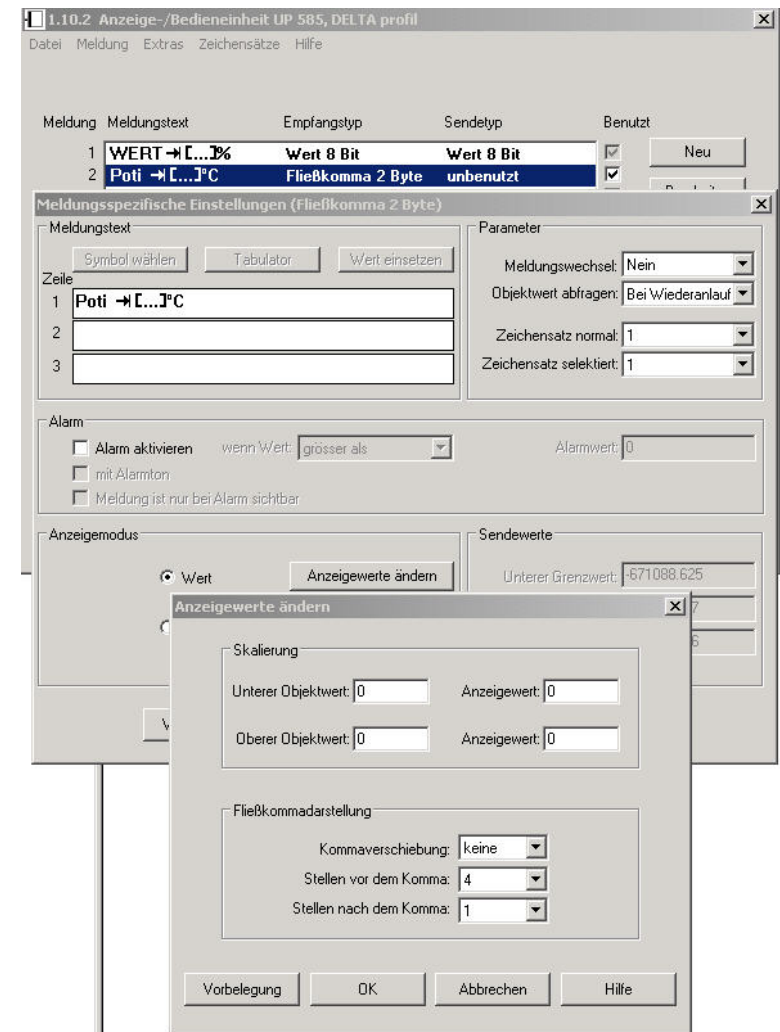 1.10.2 Anzeige-/Bedieneinheit UP 585, DELTA profil
Datei Meldung Extras Zeichensätze Hilfe
Meldung Meldungstext Empfangstyp Sendetyp Benutzt
1 WERT →[...]% Wert 8 Bit Wert 8 Bit Neu
2 Poti →[...]°C Fließkomma 2 Byte unbenutzt
Meldungsspezifische Einstellungen (Fließkomma 2 Byte)
Meldungstext
Symbol wählen Tabulator Wert einsetzen
Zeile
1 Poti →[...]°C
2
3
Parameter
Meldungswechsel: Nein
Objektwert abfragen: Bei Wiederanlauf
Zeichensatz normal: 1
Zeichensatz selektiert: 1
Alarm
Alarm aktivieren wenn Wert: grösser als Alarmwert: 0
mit Alarmton
Meldung ist nur bei Alarm sichtbar
Anzeigemodus
Wert Anzeigewerte ändern
Sendewerte
Unterer Grenzwert: -671088.625
7
6
V
Anzeigewerte ändern
Skalierung
Unterer Objektwert: 0 Anzeigewert: 0
Oberer Objektwert: 0 Anzeigewert: 0
Fließkommadarstellung
Kommaverschiebung: keine
Stellen vor dem Komma: 4
Stellen nach dem Komma: 1
Vorbelegung OK Abbrechen Hilfe